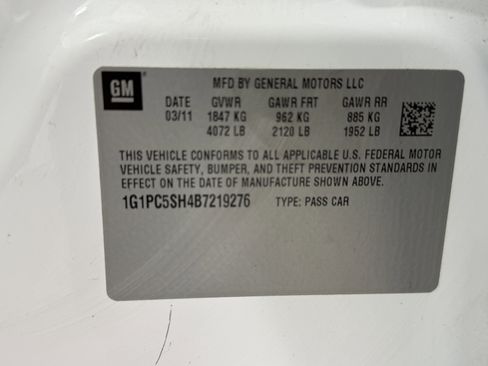 GM
MFD BY GENERAL MOTORS LLC
DATE GVWR GAWR FRT GAWR RR
03/11 1847 KG 962 KG 885 KG
4072 LB 2120 LB 1952 LB
THIS VEHICLE CONFORMS TO ALL APPLICABLE U.S. FEDERAL MOTOR
VEHICLE SAFETY, BUMPER, AND THEFT PREVENTION STANDARDS IN
EFFECT ON THE DATE OF MANUFACTURE SHOWN ABOVE.
1G1PC5SH4B7219276 TYPE: PASS CAR